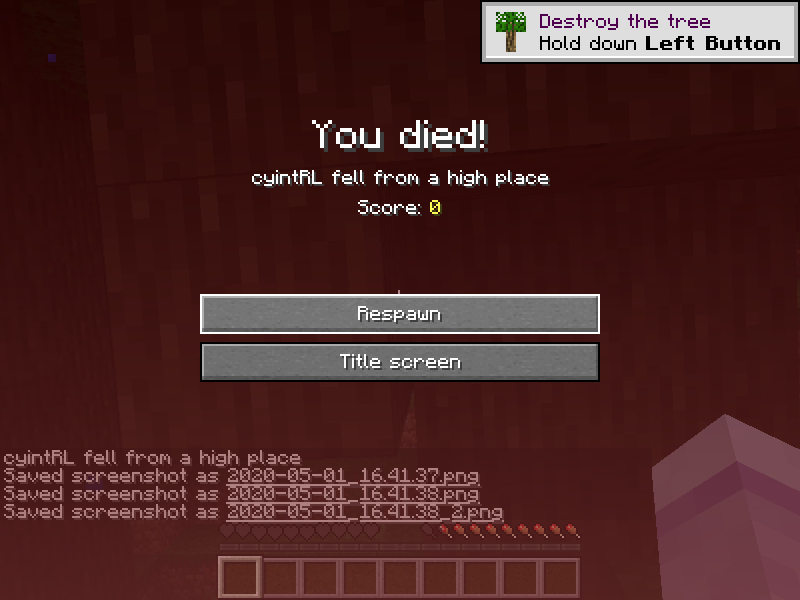 Destroy the tree
Hold down Left Button
You died!
cyintRL fell from a high place
Score: 0
Respawn
Title screen
cyintRL fell from a high place
Saved screenshot as 2020-05-01_16.41.37.png
Saved screenshot as 2020-05-01_16.41.38.png
Saved screenshot as 2020-05-01_16.41.38_2.png